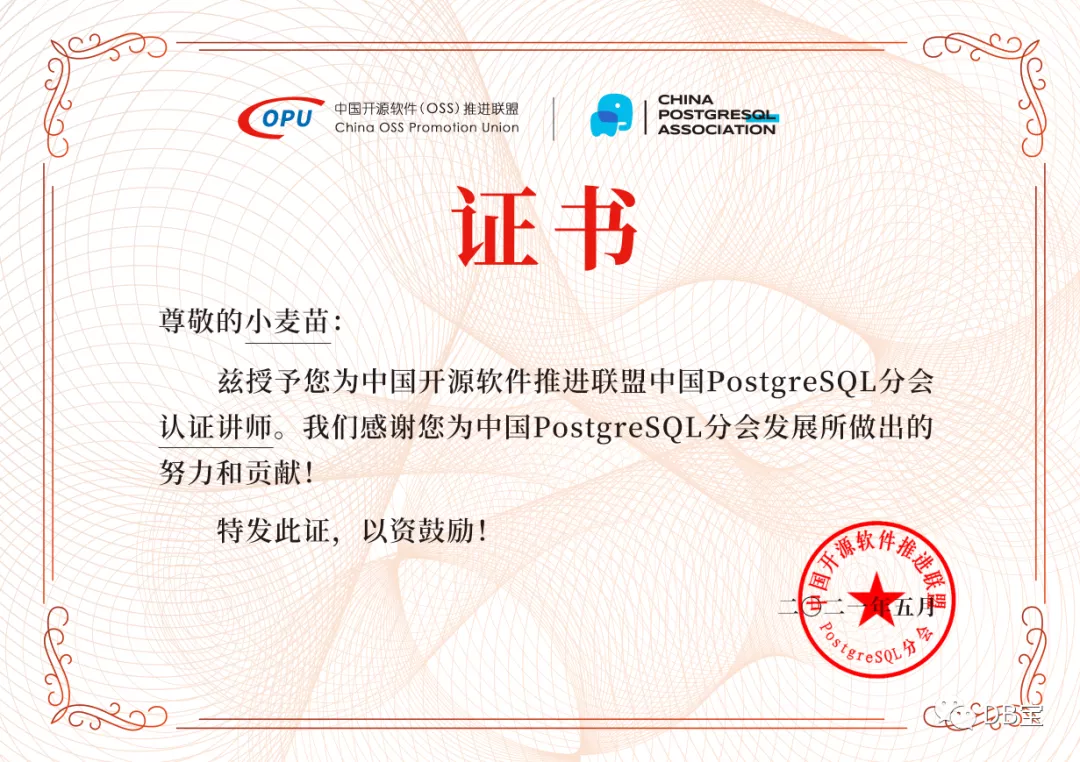 COPU
中国开源软件(OSS)推进联盟
China OSS Promotion Union
CHINA
POSTGRESQL
ASSOCIATION
证书
尊敬的小麦苗:
兹授予您为中国开源软件推进联盟中国PostgreSQL分会
认证讲师。我们感谢您为中国PostgreSQL分会发展所做出的
努力和贡献!
特发此证，以资鼓励!
中国开源软件推进联盟
二〇二一年五月
PostgreSQL分会
DB宝